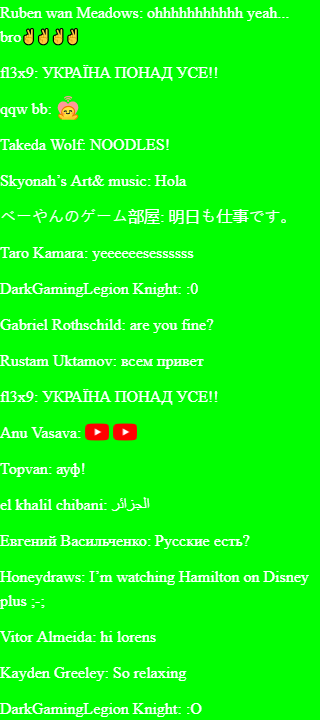 Ruben wan Meadows: ohhhhhhhhhhh yeah...
bro✌✌✌✌
fl3x9: УКРАЇНА ПОНАД УСЕ!!
qqw bb:
Takeda Wolf: NOODLES!
Skyonah's Art& music: Hola
べーやんのゲーム部屋: 明日も仕事です。
Taro Kamara: yeeeeeesessssss
DarkGamingLegion Knight: :0
Gabriel Rothschild: are you fine?
Rustam Uktamov: всем привет
fl3x9: УКРАЇНА ПОНАД УСЕ!!
Anu Vasava:
Topvan: ауф!
el khalil chibani: الجزائر
Евгений Васильченко: Русские есть?
Honeydraws: I'm watching Hamilton on Disney
plus ;-;
Vitor Almeida: hi lorens
Kayden Greeley: So relaxing
DarkGamingLegion Knight: :O